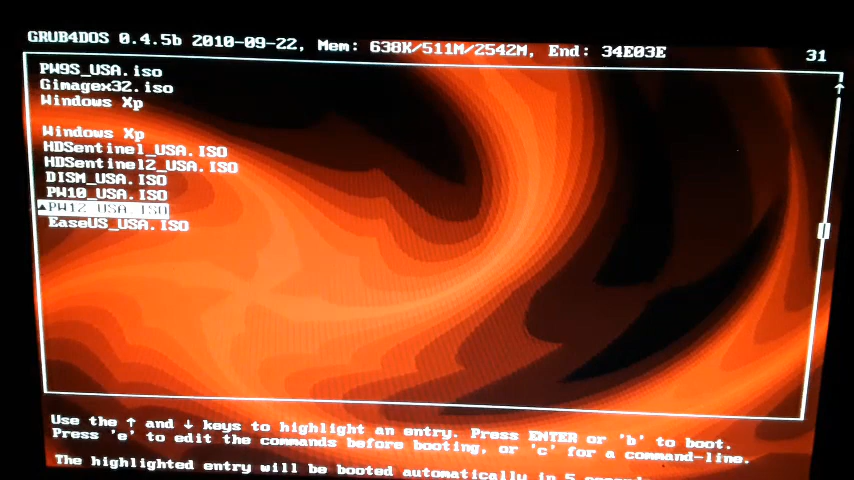 GRUB4DOS 0.4.5b 2010-09-22, Mem: 638K/511M/2542M, End: 34E03E 31
PW9S_USA.iso
Gimagex32.iso
Windows Xp
Windows Xp
HDSentinel_USA.ISO
HDSentinel2_USA.ISO
DISM_USA.ISO
PW10_USA.ISO
PW12_USA.ISO
EaseUS_USA.ISO
Use the ↑ and ↓ keys to highlight an entry. Press ENTER or 'b' to boot.
Press 'e' to edit the commands before booting, or 'c' for a command-line.
The highlighted entry will be booted automatically in 5